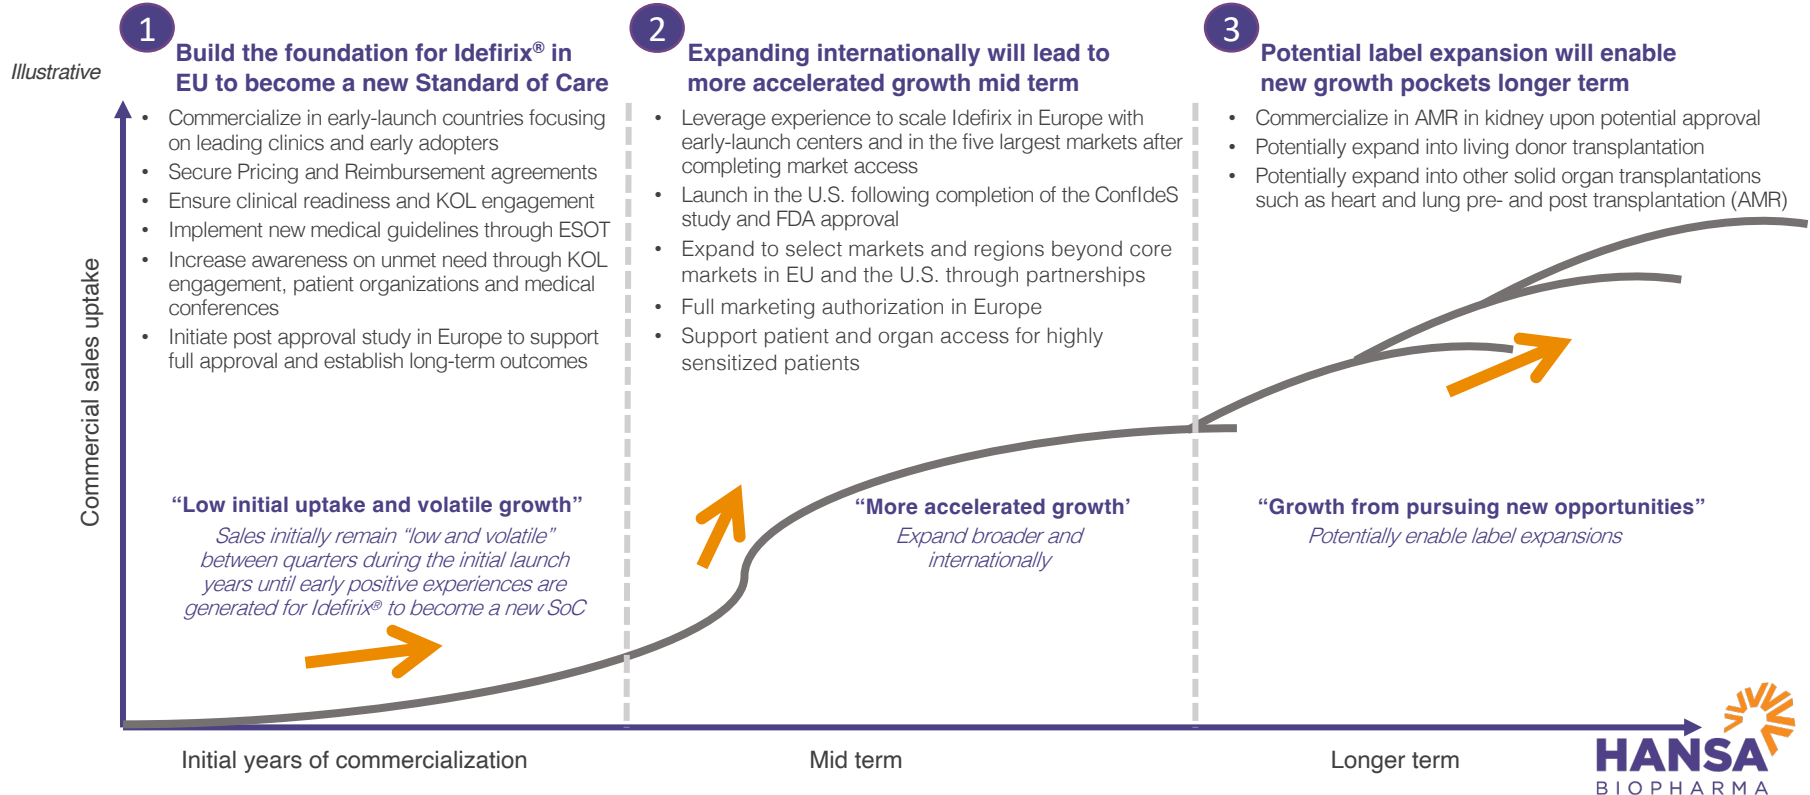 Illustrative
Commercial sales uptake
1
Build the foundation for Idefirix® in
EU to become a new Standard of Care
• Commercialize in early-launch countries focusing
on leading clinics and early adopters
• Secure Pricing and Reimbursement agreements
• Ensure clinical readiness and KOL engagement
• Implement new medical guidelines through ESOT
• Increase awareness on unmet need through KOL
engagement, patient organizations and medical
conferences
• Initiate post approval study in Europe to support
full approval and establish long-term outcomes
“Low initial uptake and volatile growth”
Sales initially remain “low and volatile”
between quarters during the initial launch
years until early positive experiences are
generated for Idefirix® to become a new SoC
Initial years of commercialization
2
Expanding internationally will lead to
more accelerated growth mid term
• Leverage experience to scale Idefirix in Europe with
early-launch centers and in the five largest markets after
completing market access
• Launch in the U.S. following completion of the ConfIdeS
study and FDA approval
• Expand to select markets and regions beyond core
markets in EU and the U.S. through partnerships
• Full marketing authorization in Europe
• Support patient and organ access for highly
sensitized patients
“More accelerated growth’
Expand broader and
internationally
Mid term
3
Potential label expansion will enable
new growth pockets longer term
• Commercialize in AMR in kidney upon potential approval
• Potentially expand into living donor transplantation
• Potentially expand into other solid organ transplantations
such as heart and lung pre- and post transplantation (AMR)
“Growth from pursuing new opportunities”
Potentially enable label expansions
Longer term
HANSA
BIOPHARMA